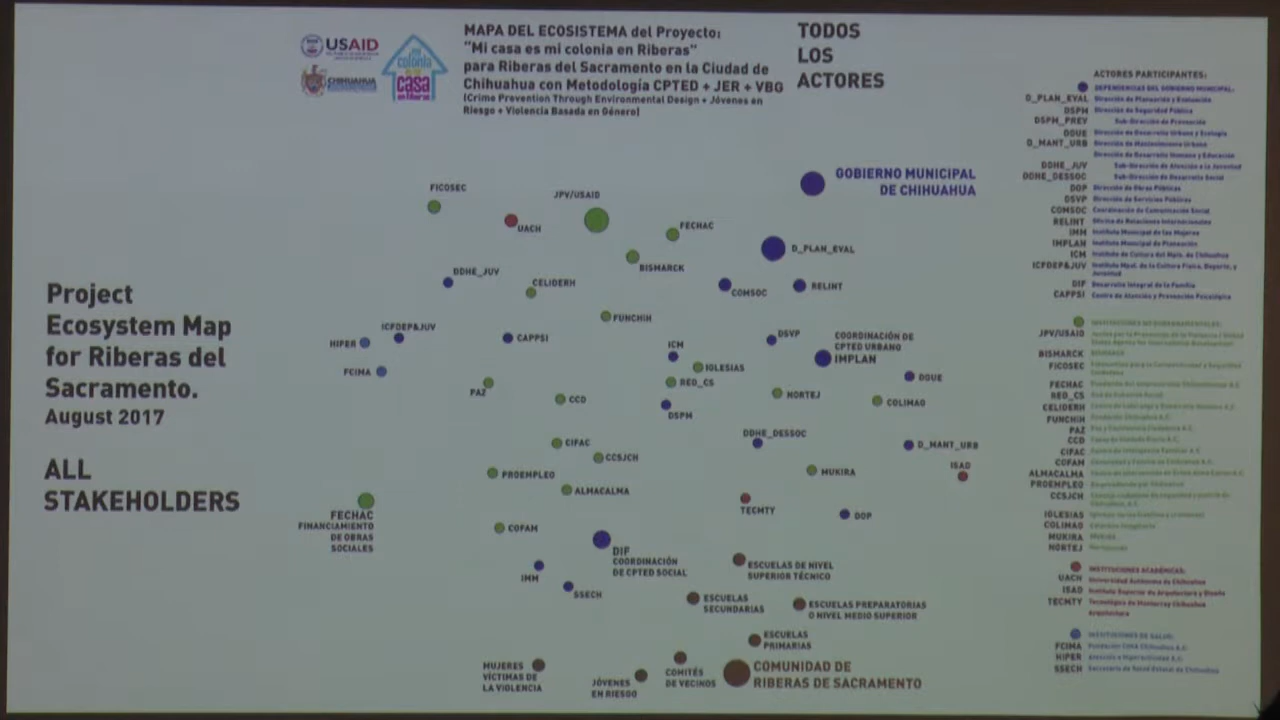 USAID
CHIHUAHUA
colonia
casa
MAPA DEL ECOSISTEMA del Proyecto:
"Mi casa es mi colonia en Riberas"
para Riberas del Sacramento en la Ciudad de
Chihuahua con Metodología CPTED + JER + VBG
(Crime Prevention Through Environmental Design + Jóvenes en
Riesgo + Violencia Basada en Género)
TODOS
LOS
ACTORES
Project
Ecosystem Map
for Riberas del
Sacramento.
August 2017
ALL
STAKEHOLDERS
GOBIERNO MUNICIPAL
DE CHIHUAHUA
FICOSEC
JPV/USAID
UACH
FECHAC
BISMARCK
D_PLAN_EVAL
DDHE_JUV
CELIDERH
COMSOC
RELINT
FUNCHIH
ICFDEP&JUV
HIPER
CAPPSI
ICM
DSVP
COORDINACIÓN DE
CPTED URBANO
IMPLAN
FCIMA
IGLESIAS
RED_CS
DDUE
PAZ
CCD
DSPM
NORTEJ
COLIMAO
DDHE_DESSOC
CIFAC
CCSJCH
D_MANT_URB
ISAD
PROEMPLEO
MUKIRA
ALMACALMA
TECMTY
DOP
FECHAC
FINANCIAMIENTO
DE OBRAS
SOCIALES
COFAM
DIF
COORDINACIÓN
DE CPTED SOCIAL
IMM
SSECH
ESCUELAS DE NIVEL
SUPERIOR TÉCNICO
ESCUELAS
SECUNDARIAS
ESCUELAS PREPARATORIAS
O NIVEL MEDIO SUPERIOR
ESCUELAS
PRIMARIAS
MUJERES
VÍCTIMAS DE
LA VIOLENCIA
JÓVENES
EN RIESGO
COMITÉS
DE VECINOS
COMUNIDAD DE
RIBERAS DE SACRAMENTO
ACTORES PARTICIPANTES:
DEPENDENCIAS DEL GOBIERNO MUNICIPAL:
D_PLAN_EVAL Dirección de Planeación y Evaluación
DSPM Dirección de Seguridad Pública
DSPM_PREV Sub-Dirección de Prevención
DDUE Dirección de Desarrollo Urbano y Ecología
D_MANT_URB Dirección de Mantenimiento Urbano
Dirección de Desarrollo Humano y Educación
DDHE_JUV Sub-Dirección de Atención a la Juventud
DDHE_DESSOC Sub-Dirección de Desarrollo Social
DOP Dirección de Obras Públicas
DSVP Dirección de Servicios Públicos
COMSOC Coordinación de Comunicación Social
RELINT Oficina de Relaciones Internacionales
IMM Instituto Municipal de las Mujeres
IMPLAN Instituto Municipal de Planeación
ICM Instituto de Cultura del Mpio. de Chihuahua
ICFDEP&JUV Instituto Mpal. de la Cultura Física, Deporte, y
Juventud
DIF Desarrollo Integral de la Familia
CAPPSI Centro de Atención y Prevención Psicológica
INSTITUCIONES NO GUBERNAMENTALES:
JPV/USAID
BISMARCK
FICOSEC
FECHAC
RED_CS
CELIDERH
FUNCHIH
PAZ
CCD
CIFAC
COFAM
ALMACALMA
PROEMPLEO
CCSJCH
IGLESIAS
COLIMAO
MUKIRA
NORTEJ
INSTITUCIONES ACADÉMICAS:
UACH Universidad Autónoma de Chihuahua
ISAD Instituto Superior de Arquitectura y Diseño
TECMTY Tecnológico de Monterrey Chihuahua
Arquitectura
INSTITUCIONES DE SALUD:
FCIMA
HIPER
SSECH Secretaría de Salud Estatal de Chihuahua